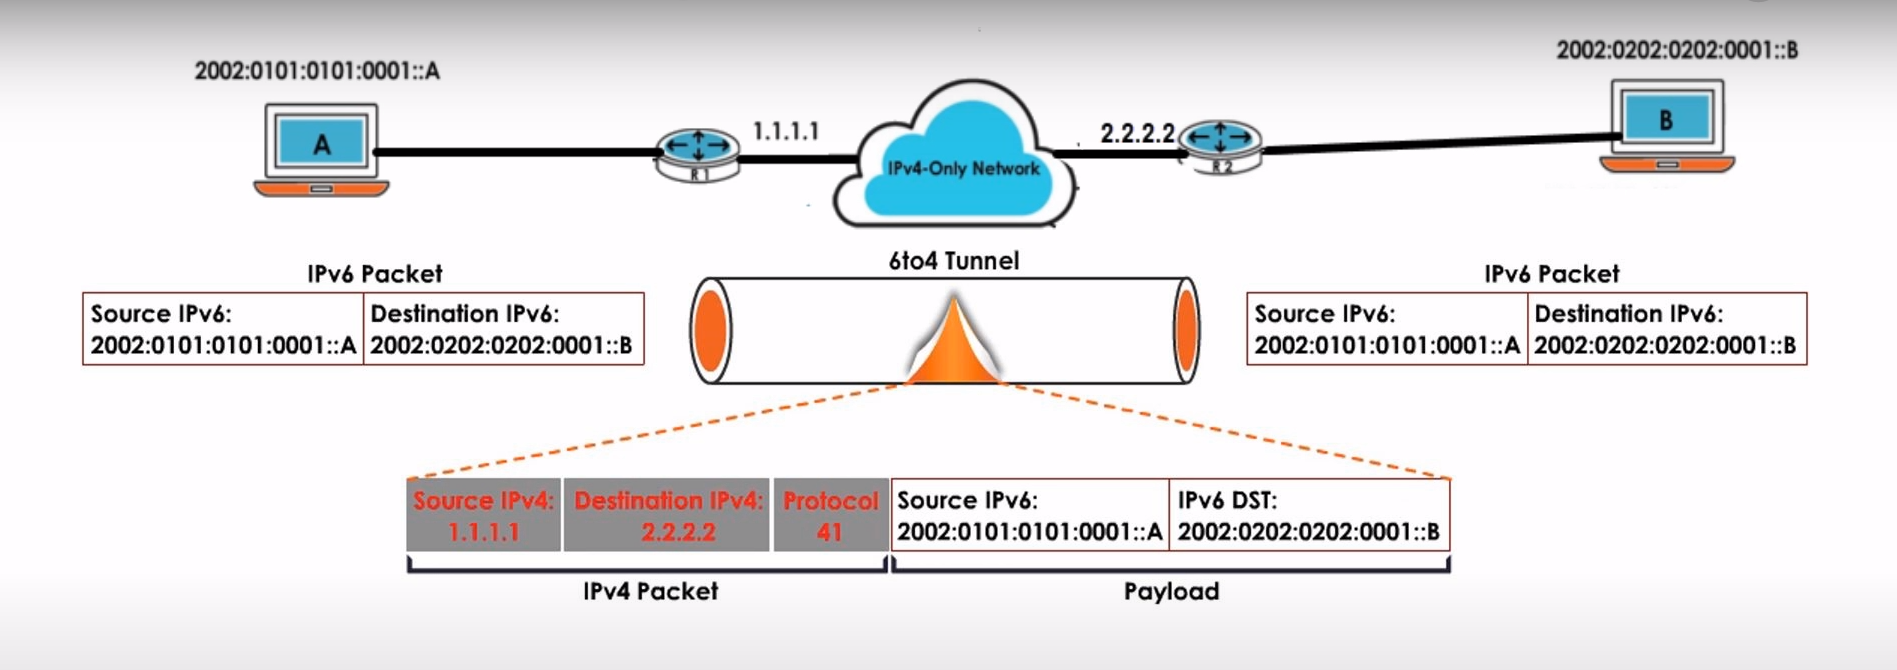 2002:0101:0101:0001::A
2002:0202:0202:0001::B
A
B
1.1.1.1
2.2.2.2
R1
R2
IPv4-Only Network
6to4 Tunnel
IPv6 Packet
Source IPv6:
2002:0101:0101:0001::A
Destination IPv6:
2002:0202:0202:0001::B
IPv6 Packet
Source IPv6:
2002:0101:0101:0001::A
Destination IPv6:
2002:0202:0202:0001::B
Source IPv4:
1.1.1.1
Destination IPv4:
2.2.2.2
Protocol
41
Source IPv6:
2002:0101:0101:0001::A
IPv6 DST:
2002:0202:0202:0001::B
IPv4 Packet
Payload